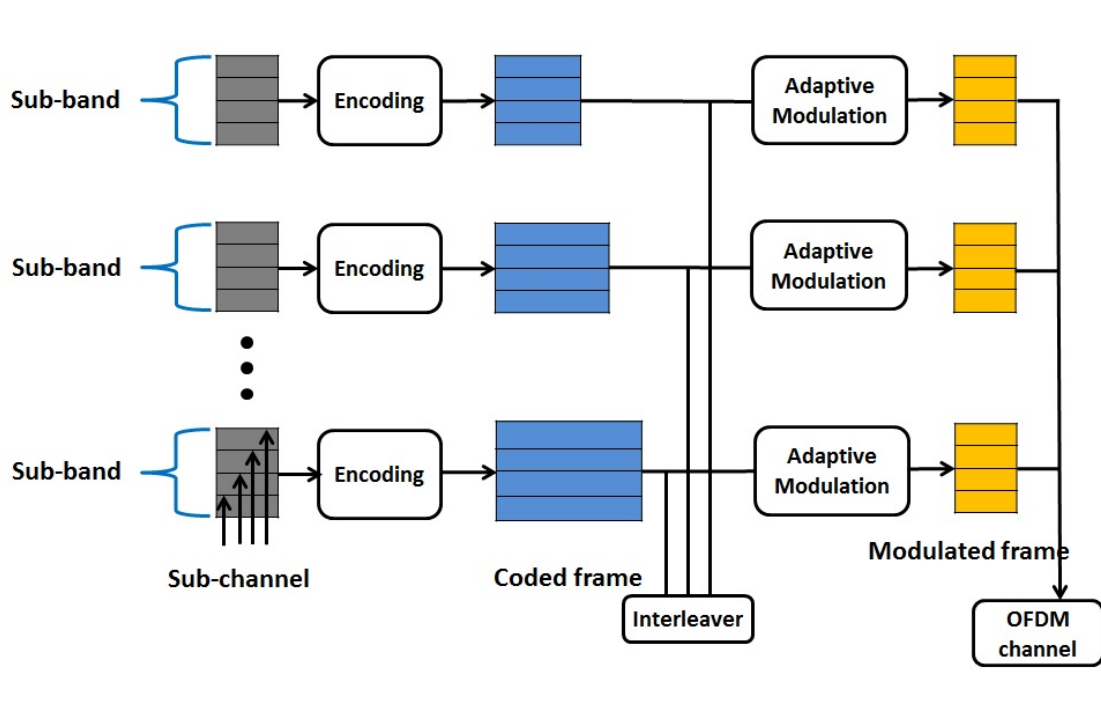 Sub-band
Encoding
Adaptive
Modulation
Sub-band
Encoding
Adaptive
Modulation
Sub-band
Encoding
Adaptive
Modulation
Modulated frame
Sub-channel
Coded frame
Interleaver
OFDM
channel